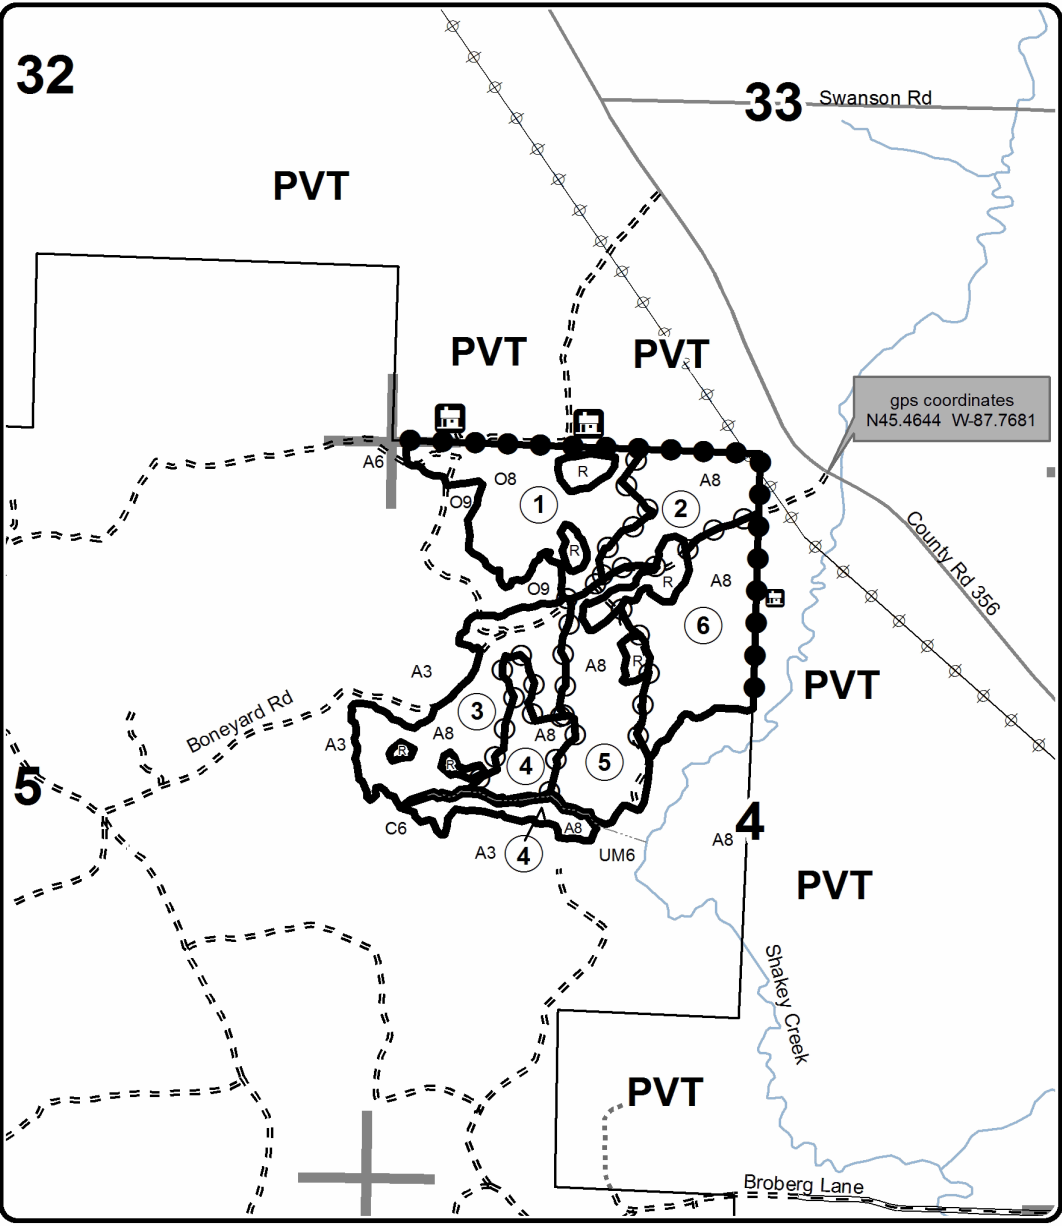 32
33
Swanson Rd
PVT
PVT
PVT
gps coordinates
N45.4644 W-87.7681
A6
O8
R
A8
O9
1
2
County Rd 356
R
O9
R
A8
6
A8
R
A3
PVT
Boneyard Rd
3
A3
A8
A8
R
R
4
5
5
C6
A8
4
A8
A3
4
UM6
PVT
Shakey Creek
PVT
Broberg Lane